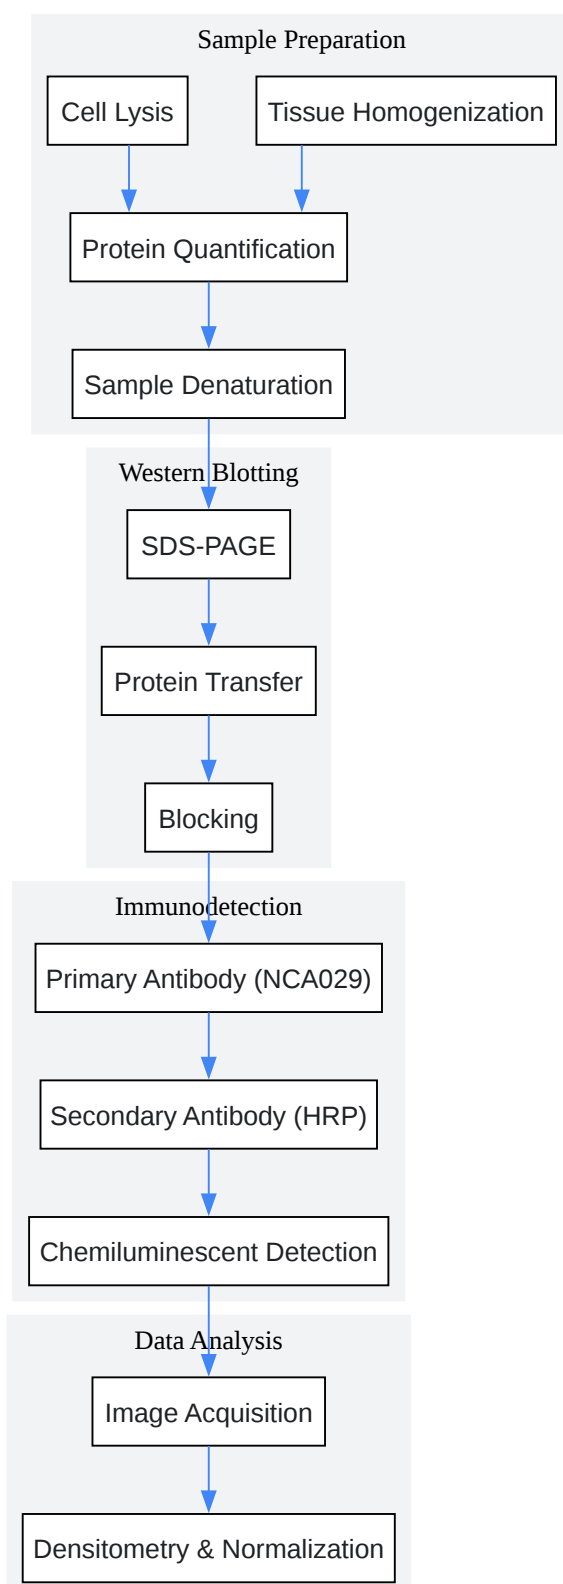 Sample Preparation
Cell Lysis
Tissue Homogenization
Protein Quantification
Sample Denaturation
Western Blotting
SDS-PAGE
Protein Transfer
Blocking
Immunodetection
Primary Antibody (NCA029)
Secondary Antibody (HRP)
Chemiluminescent Detection
Data Analysis
Image Acquisition
Densitometry & Normalization